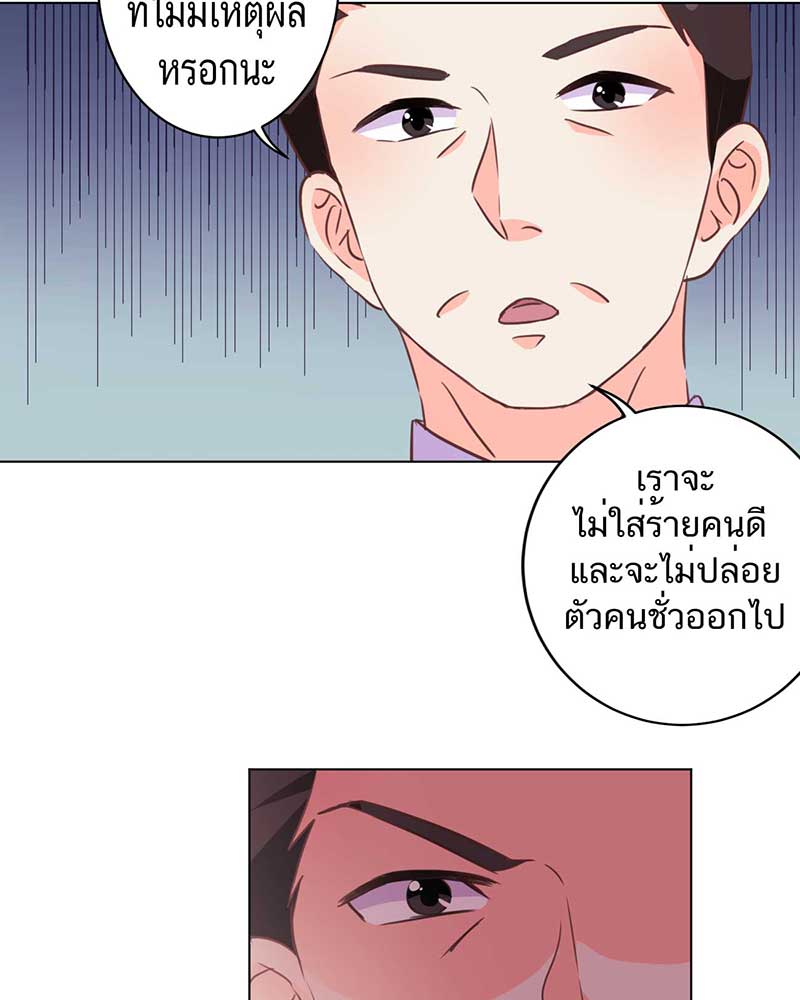 ที่ไม่มีเหตุผล
หรอกนะ
เราจะ
ไม่ใส่ร้ายคนดี
และจะไม่ปล่อย
ตัวคนชั่วออกไป